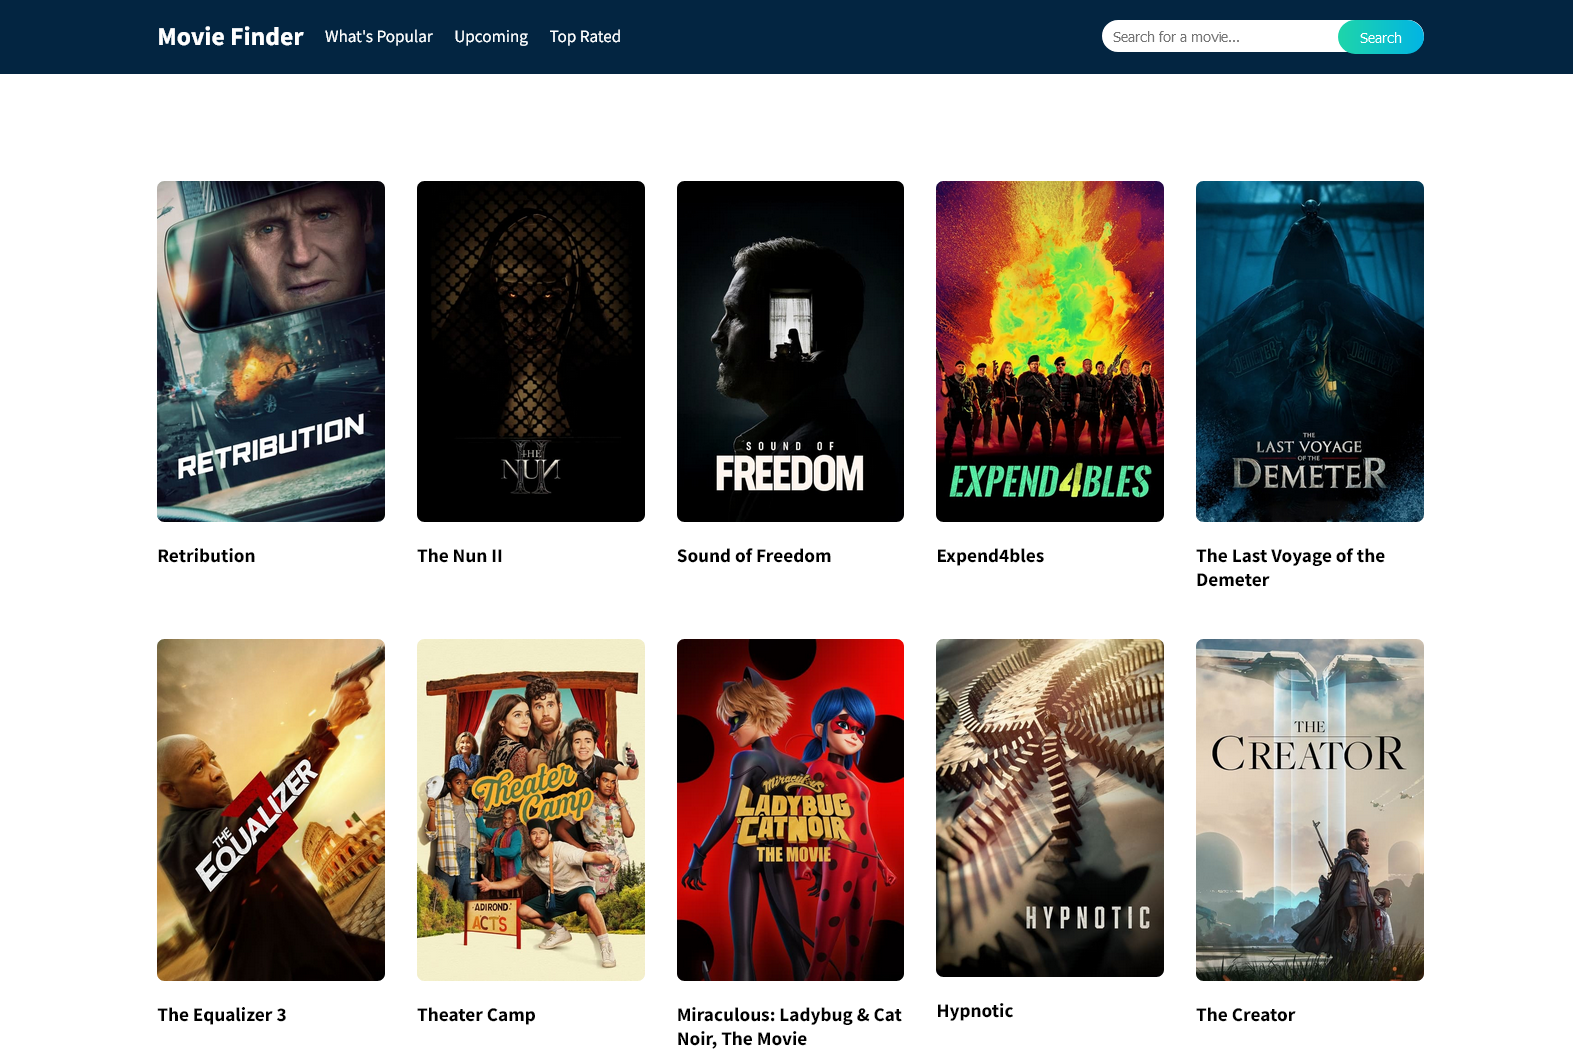 Movie Finder What's Popular Upcoming Top Rated Search for a movie... Search
RETRIBUTION
THE
NUN
II
SOUND OF
FREEDOM
EXPEND4BLES
THE
LAST VOYAGE
OF THE
DEMETER
Retribution
The Nun II
Sound of Freedom
Expend4bles
The Last Voyage of the
Demeter
THE
EQUALIZER
3
Theater
Camp
ADIROND
ACTS
Miraculous
LADYBUG
& CATNOIR
THE MOVIE
HYPNOTIC
THE
CREATOR
The Equalizer 3
Theater Camp
Miraculous: Ladybug & Cat
Noir, The Movie
Hypnotic
The Creator